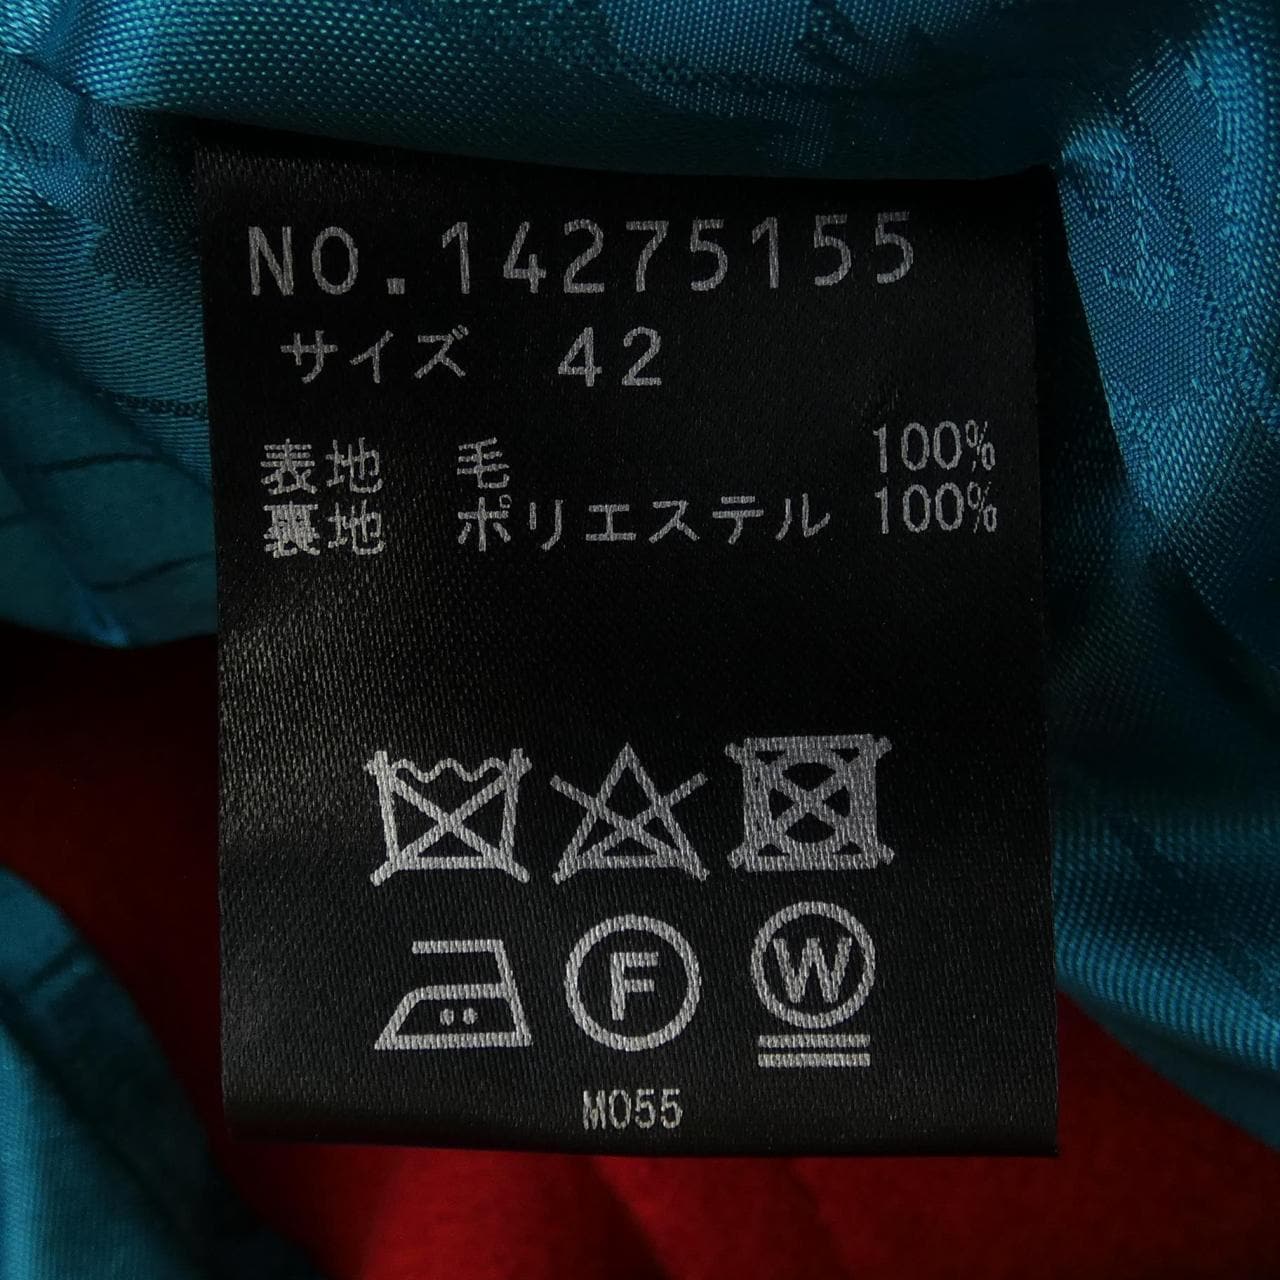 NO.14275155
サイズ 42
表地 毛 100%
裏地 ポリエステル 100%
F W
M055